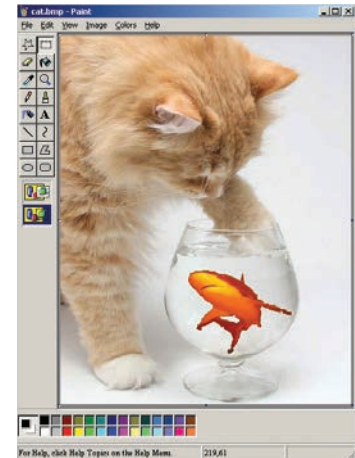 cat.bmp - Paint
File Edit View Image Colors Help
A
For Help, click Help Topics on the Help Menu.
219,61